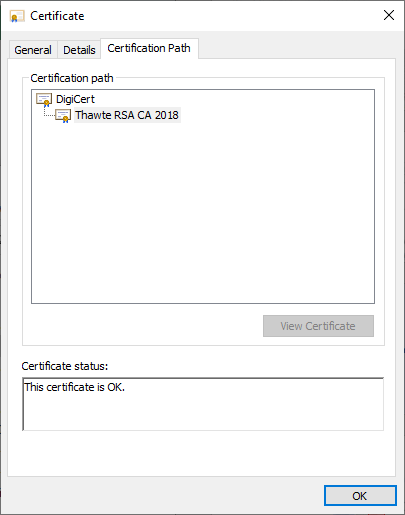 Certificate
General
Details
Certification Path
Certification path
DigiCert
Thawte RSA CA 2018
View Certificate
Certificate status:
This certificate is OK.
OK